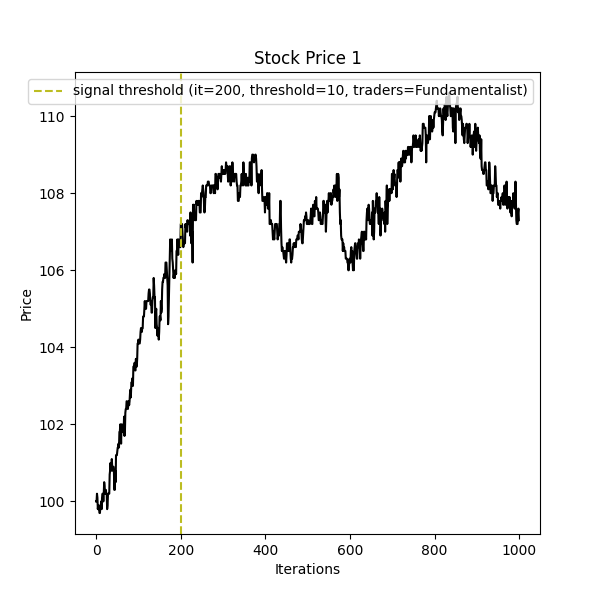 Stock Price 1
signal threshold (it=200, threshold=10, traders=Fundamentalist)
110
108
106
104
102
100
Price
0 200 400 600 800 1000
Iterations